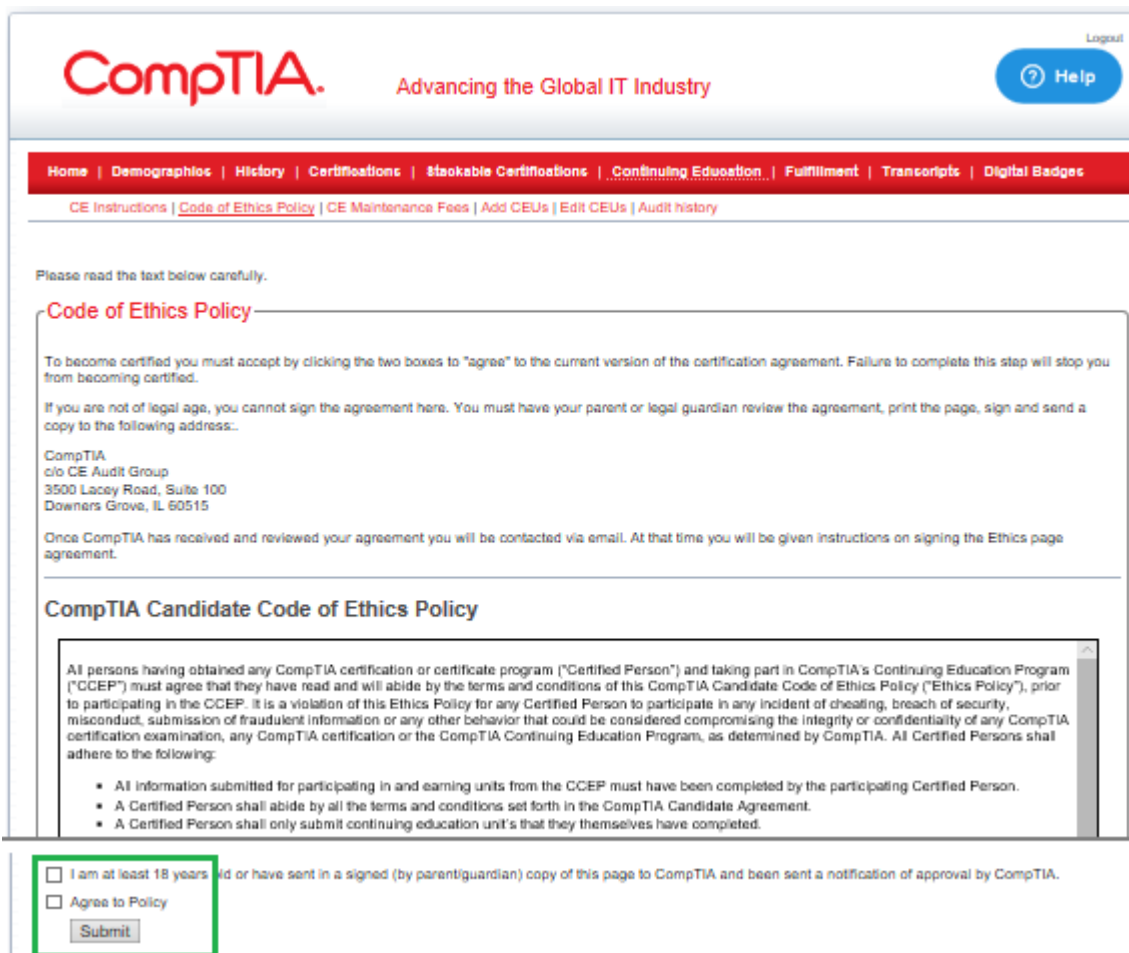 Logout
CompTIA.
Advancing the Global IT Industry
? Help
Home | Demographics | History | Certifications | Stackable Certifications | Continuing Education | Fulfillment | Transcripts | Digital Badges
CE Instructions | Code of Ethics Policy | CE Maintenance Fees | Add CEUs | Edit CEUs | Audit history
Please read the text below carefully.
Code of Ethics Policy
To become certified you must accept by clicking the two boxes to "agree" to the current version of the certification agreement. Failure to complete this step will stop you
from becoming certified.
If you are not of legal age, you cannot sign the agreement here. You must have your parent or legal guardian review the agreement, print the page, sign and send a
copy to the following address:.
CompTIA
c/o CE Audit Group
3500 Lacey Road, Suite 100
Downers Grove, IL 60515
Once CompTIA has received and reviewed your agreement you will be contacted via email. At that time you will be given instructions on signing the Ethics page
agreement.
CompTIA Candidate Code of Ethics Policy
All persons having obtained any CompTIA certification or certificate program ("Certified Person") and taking part in CompTIA's Continuing Education Program
("CCEP") must agree that they have read and will abide by the terms and conditions of this CompTIA Candidate Code of Ethics Policy ("Ethics Policy"), prior
to participating in the CCEP. It is a violation of this Ethics Policy for any Certified Person to participate in any incident of cheating, breach of security,
misconduct, submission of fraudulent information or any other behavior that could be considered compromising the integrity or confidentiality of any CompTIA
certification examination, any CompTIA certification or the CompTIA Continuing Education Program, as determined by CompTIA. All Certified Persons shall
adhere to the following:
▪ All information submitted for participating in and earning units from the CCEP must have been completed by the participating Certified Person.
▪ A Certified Person shall abide by all the terms and conditions set forth in the CompTIA Candidate Agreement.
▪ A Certified Person shall only submit continuing education unit's that they themselves have completed.
I am at least 18 years old or have sent in a signed (by parent/guardian) copy of this page to CompTIA and been sent a notification of approval by CompTIA.
Agree to Policy
Submit